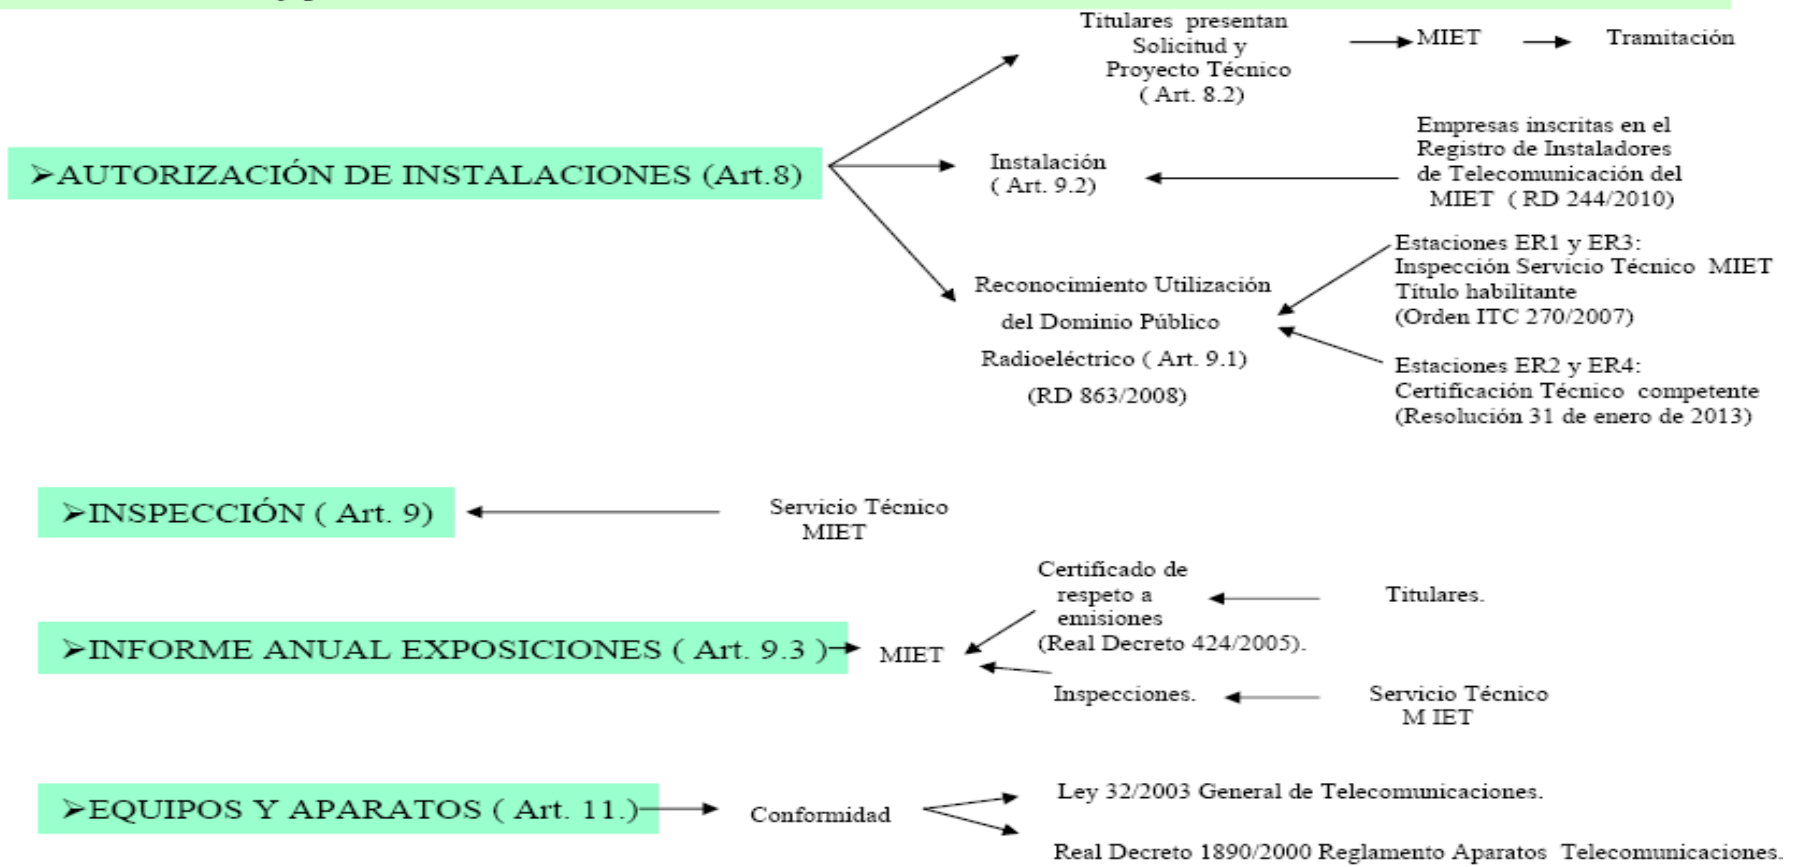 Titulares presentan
Solicitud y
Proyecto Técnico
( Art. 8.2)
MIET
Tramitación
➢AUTORIZACIÓN DE INSTALACIONES (Art.8)
Instalación
( Art. 9.2)
Empresas inscritas en el
Registro de Instaladores
de Telecomunicación del
MIET ( RD 244/2010)
Reconocimiento Utilización
del Dominio Público
Radioeléctrico ( Art. 9.1)
(RD 863/2008)
Estaciones ER1 y ER3:
Inspección Servicio Técnico MIET
Título habilitante
(Orden ITC 270/2007)
Estaciones ER2 y ER4:
Certificación Técnico competente
(Resolución 31 de enero de 2013)
➢INSPECCIÓN ( Art. 9)
Servicio Técnico
MIET
➢INFORME ANUAL EXPOSICIONES ( Art. 9.3 )
MIET
Certificado de
respeto a
emisiones
(Real Decreto 424/2005).
Titulares.
Inspecciones.
Servicio Técnico
M IET
➢EQUIPOS Y APARATOS ( Art. 11.)
Conformidad
Ley 32/2003 General de Telecomunicaciones.
Real Decreto 1890/2000 Reglamento Aparatos Telecomunicaciones.